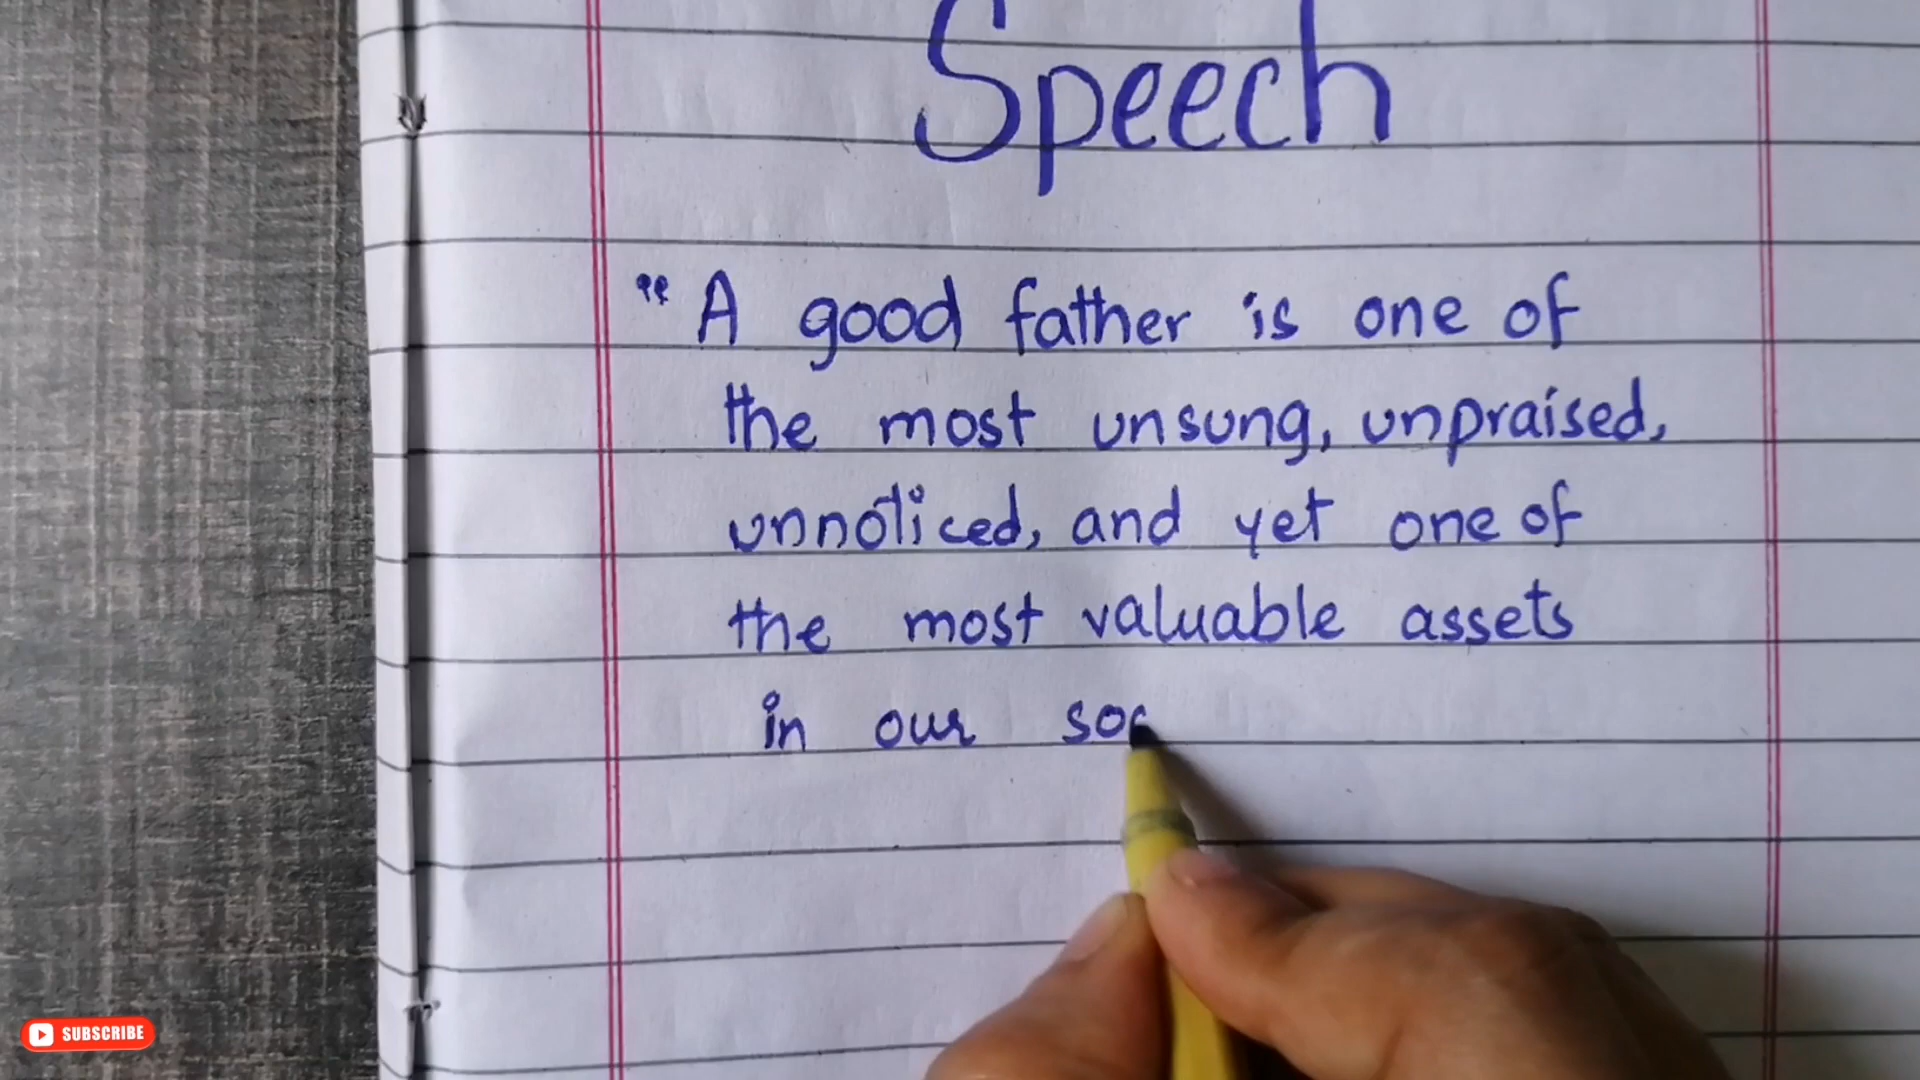 Speech
"A good father is one of
the most unsung, unpraised,
unnoticed, and yet one of
the most valuable assets
in our soc
SUBSCRIBE